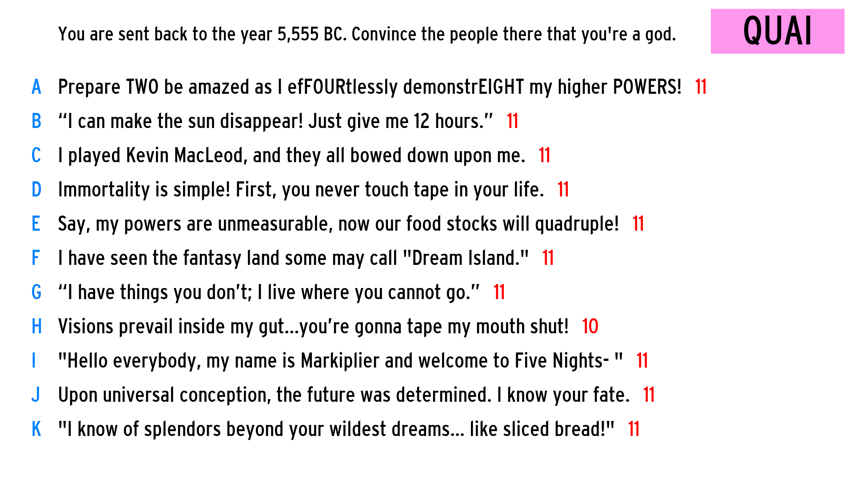 You are sent back to the year 5,555 BC. Convince the people there that you're a god.
QUAI
A Prepare TWO be amazed as I efFOURtlessly demonstrEIGHT my higher POWERS! 11
B “I can make the sun disappear! Just give me 12 hours.” 11
C I played Kevin MacLeod, and they all bowed down upon me. 11
D Immortality is simple! First, you never touch tape in your life. 11
E Say, my powers are unmeasurable, now our food stocks will quadruple! 11
F I have seen the fantasy land some may call "Dream Island." 11
G “I have things you don’t; I live where you cannot go.” 11
H Visions prevail inside my gut...you’re gonna tape my mouth shut! 10
I "Hello everybody, my name is Markiplier and welcome to Five Nights- " 11
J Upon universal conception, the future was determined. I know your fate. 11
K "I know of splendors beyond your wildest dreams... like sliced bread!" 11